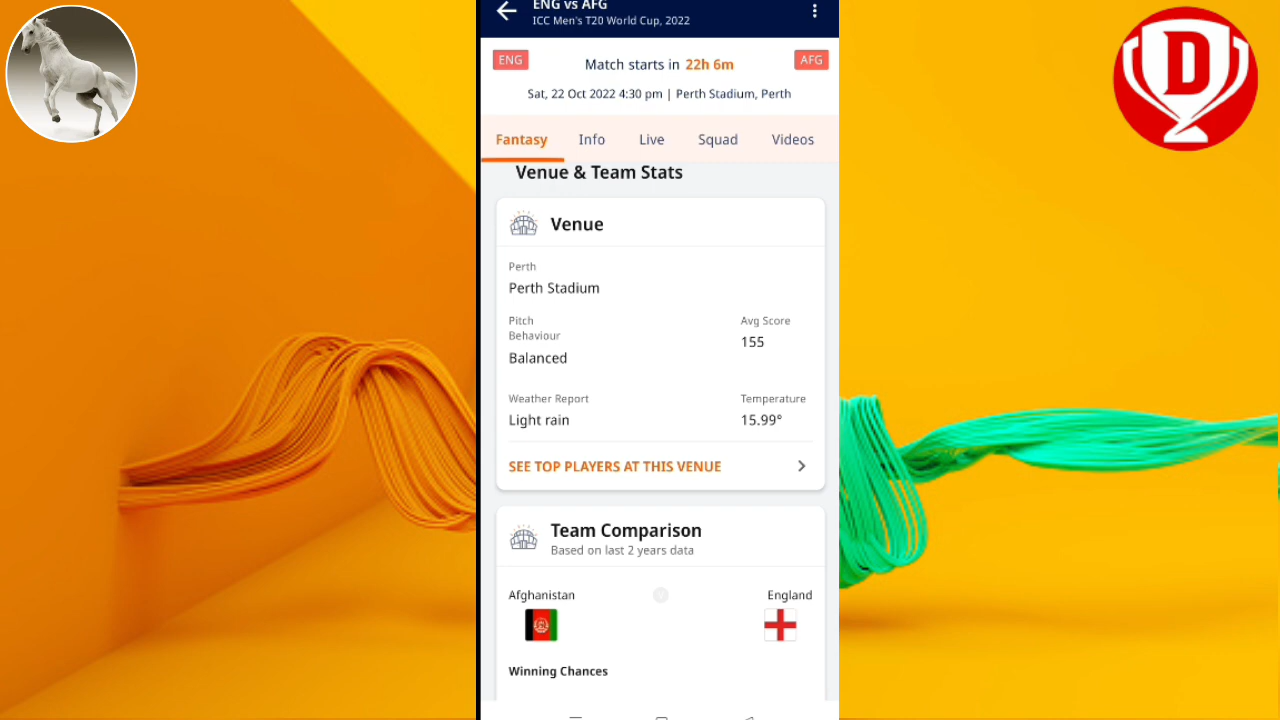 ENG vs AFG
ICC Men's T20 World Cup, 2022
ENG
Match starts in 22h 6m
AFG
Sat, 22 Oct 2022 4:30 pm | Perth Stadium, Perth
Fantasy Info Live Squad Videos
Venue & Team Stats
Venue
Perth
Perth Stadium
Pitch
Behaviour
Balanced
Avg Score
155
Weather Report
Light rain
Temperature
15.99°
SEE TOP PLAYERS AT THIS VENUE
Team Comparison
Based on last 2 years data
Afghanistan
England
Winning Chances
D